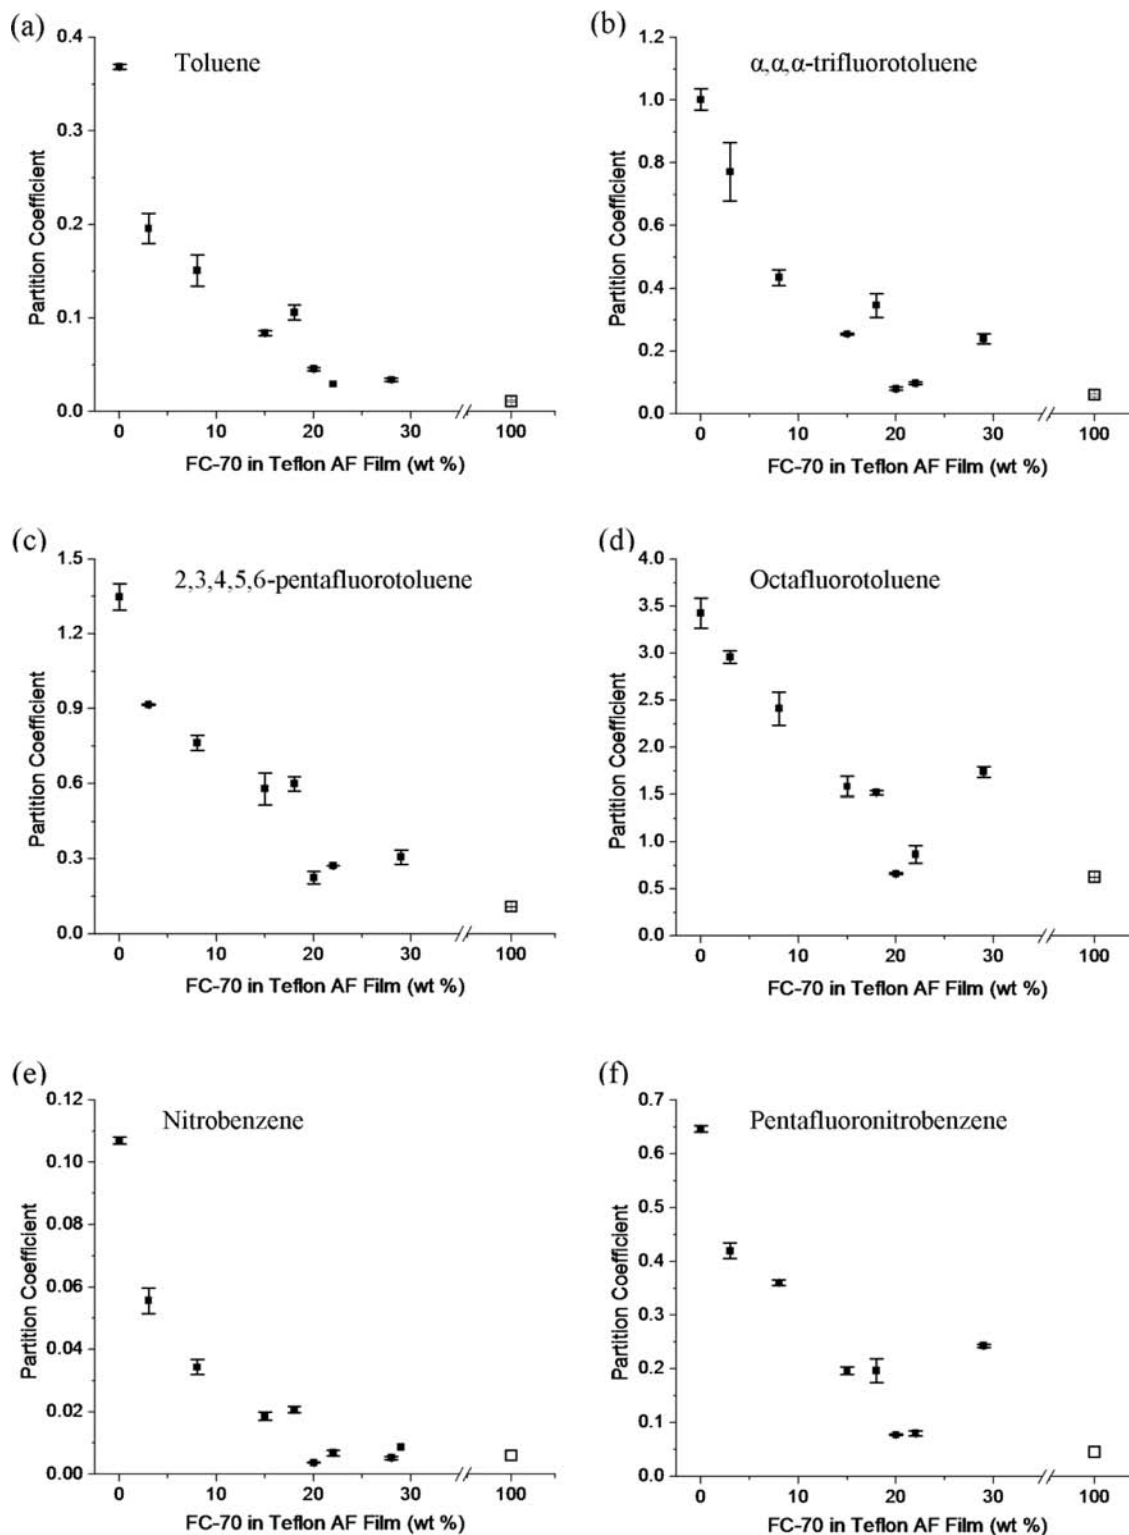 (a)
Toluene
Partition Coefficient
0.4
0.3
0.2
0.1
0.0
0 10 20 30 100
FC-70 in Teflon AF Film (wt %)
(b)
α,α,α-trifluorotoluene
Partition Coefficient
1.2
1.0
0.8
0.6
0.4
0.2
0.0
0 10 20 30 100
FC-70 in Teflon AF Film (wt %)
(c)
2,3,4,5,6-pentafluorotoluene
Partition Coefficient
1.5
1.2
0.9
0.6
0.3
0.0
0 10 20 30 100
FC-70 in Teflon AF Film (wt %)
(d)
Octafluorotoluene
Partition Coefficient
4.0
3.5
3.0
2.5
2.0
1.5
1.0
0.5
0.0
0 10 20 30 100
FC-70 in Teflon AF Film (wt %)
(e)
Nitrobenzene
Partition Coefficient
0.12
0.10
0.08
0.06
0.04
0.02
0.00
0 10 20 30 100
FC-70 in Teflon AF Film (wt %)
(f)
Pentafluoronitrobenzene
Partition Coefficient
0.7
0.6
0.5
0.4
0.3
0.2
0.1
0.0
0 10 20 30 100
FC-70 in Teflon AF Film (wt %)